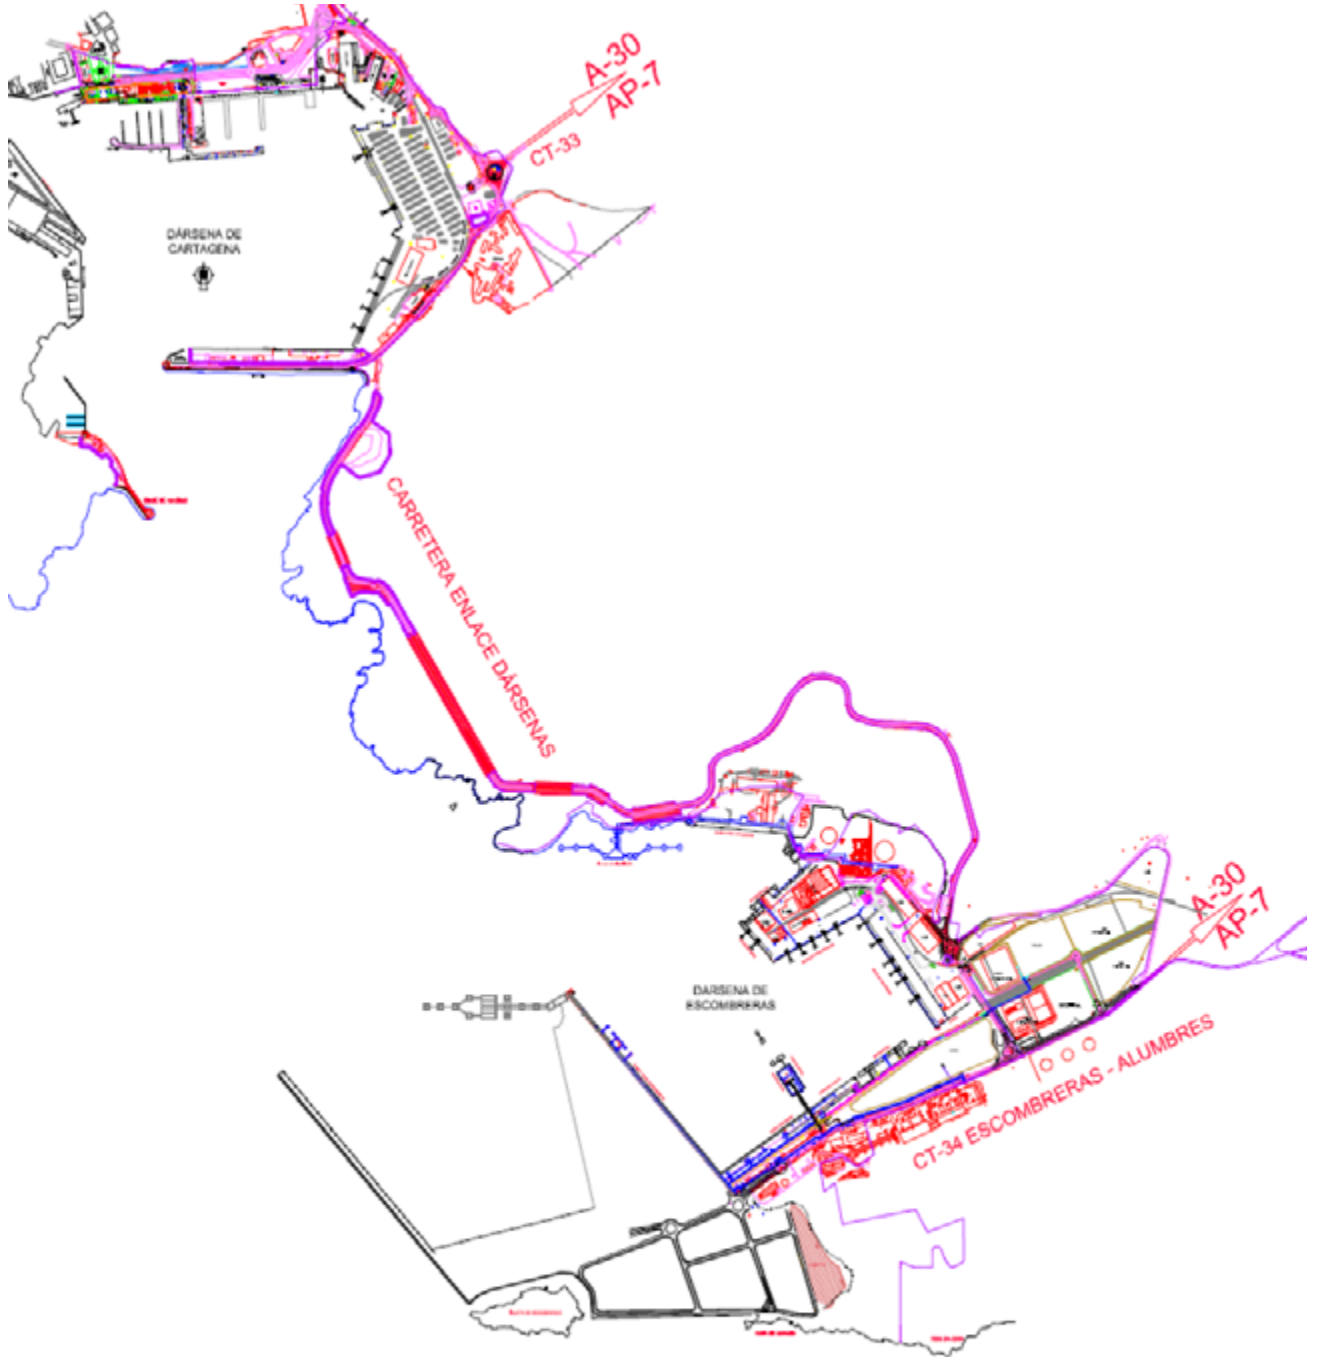 A-30
AP-7
CT-33
DÁRSENA DE
CARTAGENA
CARRETERA ENLACE DÁRSENAS
A-30
AP-7
DARSENA DE
ESCOMBRERAS
CT-34 ESCOMBRERAS - ALUMBRES